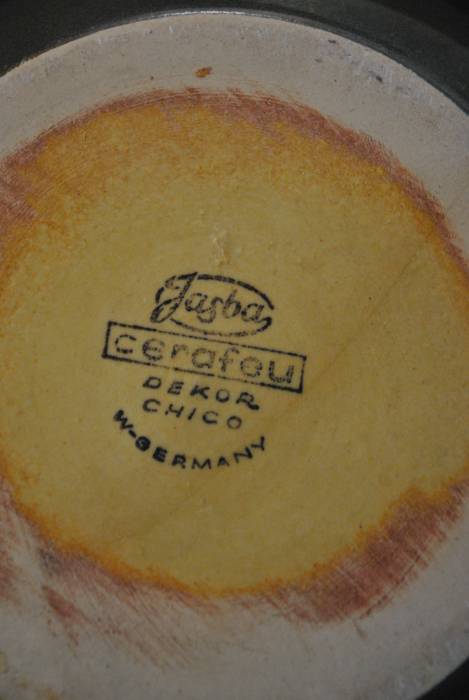 Jasba
cerafeu
DEKOR
CHICO
W-GERMANY